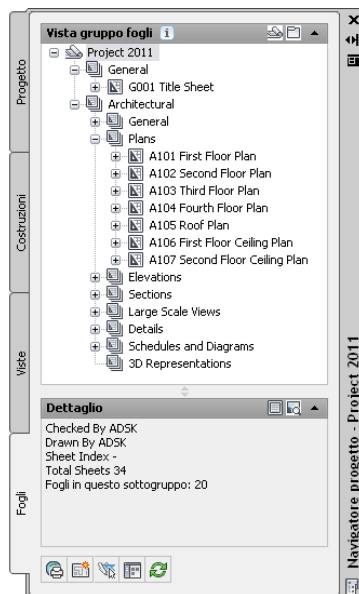 Vista gruppo fogli
Project 2011
General
G001 Title Sheet
Architectural
General
Plans
A101 First Floor Plan
A102 Second Floor Plan
A103 Third Floor Plan
A104 Fourth Floor Plan
A105 Roof Plan
A106 First Floor Ceiling Plan
A107 Second Floor Ceiling Plan
Elevations
Sections
Large Scale Views
Details
Schedules and Diagrams
3D Representations
Dettaglio
Checked By ADSK
Drawn By ADSK
Sheet Index -
Total Sheets 34
Fogli in questo sottogruppo: 20
Progetto
Costruzioni
Viste
Fogli
Navigatore progetto - Project 2011